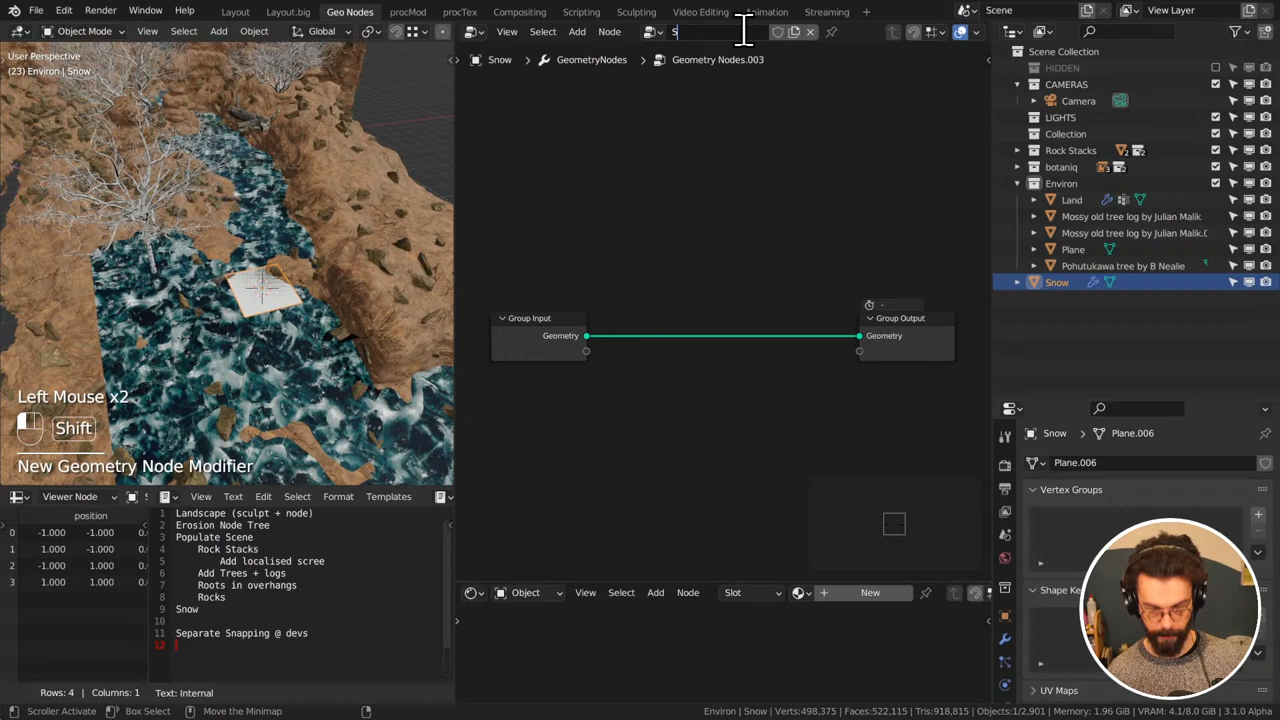 File Edit Render Window Help Layout Layout.big Geo Nodes procMod procTex Compositing Scripting Sculpting Video Editing Animation Streaming + Scene View Layer
Object Mode View Select Add Object Global View Select Add Node S
User Perspective
(23) Environ | Snow
Snow GeometryNodes Geometry Nodes.003
Scene Collection
HIDDEN
CAMERAS
Camera
LIGHTS
Collection
Rock Stacks 2 2
botaniq 3 2
Environ
Land
Mossy old tree log by Julian Malik
Mossy old tree log by Julian Malik.(
Plane
Pohutukawa tree by B Nealie
Snow
Group Input
Geometry
-
Group Output
Geometry
Left Mouse x2
Shift
New Geometry Node Modifier
Snow Plane.006
Plane.006
Vertex Groups
Shape Ke
UV Maps
Viewer Node View Text Edit Select Format Templates
position
0 -1.000 -1.000 0.
1 1.000 -1.000 0.
2 -1.000 1.000 0.
3 1.000 1.000 0.
1 Landscape (sculpt + node)
2 Erosion Node Tree
3 Populate Scene
4 Rock Stacks
5 Add localised scree
6 Add Trees + logs
7 Roots in overhangs
8 Rocks
9 Snow
10
11 Separate Snapping @ devs
12
Object View Select Add Node Slot + New
Rows: 4 | Columns: 1 Text: Internal
Scroller Activate Box Select Move the Minimap Environ | Snow | Verts:498,375 | Faces:522,115 | Tris:918,815 | Objects:1/2,901 | Memory: 1.96 GiB | VRAM: 4.1/8.0 GiB | 3.1.0 Alpha